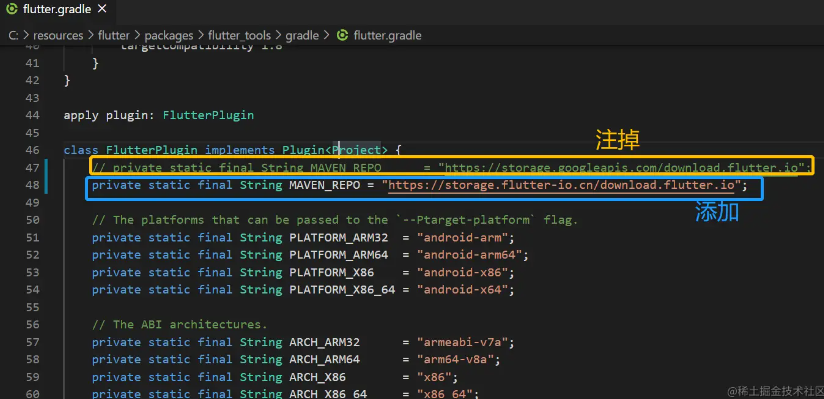 flutter.gradle
C: > resources > flutter > packages > flutter_tools > gradle > flutter.gradle
40 targetCompatibility 1.8
41 }
42 }
43
44 apply plugin: FlutterPlugin
45
注掉
46 class FlutterPlugin implements Plugin<Project> {
47 // private static final String MAVEN_REPO = "https://storage.googleapis.com/download.flutter.io";
48 private static final String MAVEN_REPO = "https://storage.flutter-io.cn/download.flutter.io";
49
添加
50 // The platforms that can be passed to the `--Ptarget-platform` flag.
51 private static final String PLATFORM_ARM32 = "android-arm";
52 private static final String PLATFORM_ARM64 = "android-arm64";
53 private static final String PLATFORM_X86 = "android-x86";
54 private static final String PLATFORM_X86_64 = "android-x64";
55
56 // The ABI architectures.
57 private static final String ARCH_ARM32 = "armeabi-v7a";
58 private static final String ARCH_ARM64 = "arm64-v8a";
59 private static final String ARCH_X86 = "x86";
60 private static final String ARCH_X86_64 = "x86_64";
@稀土掘金技术社区